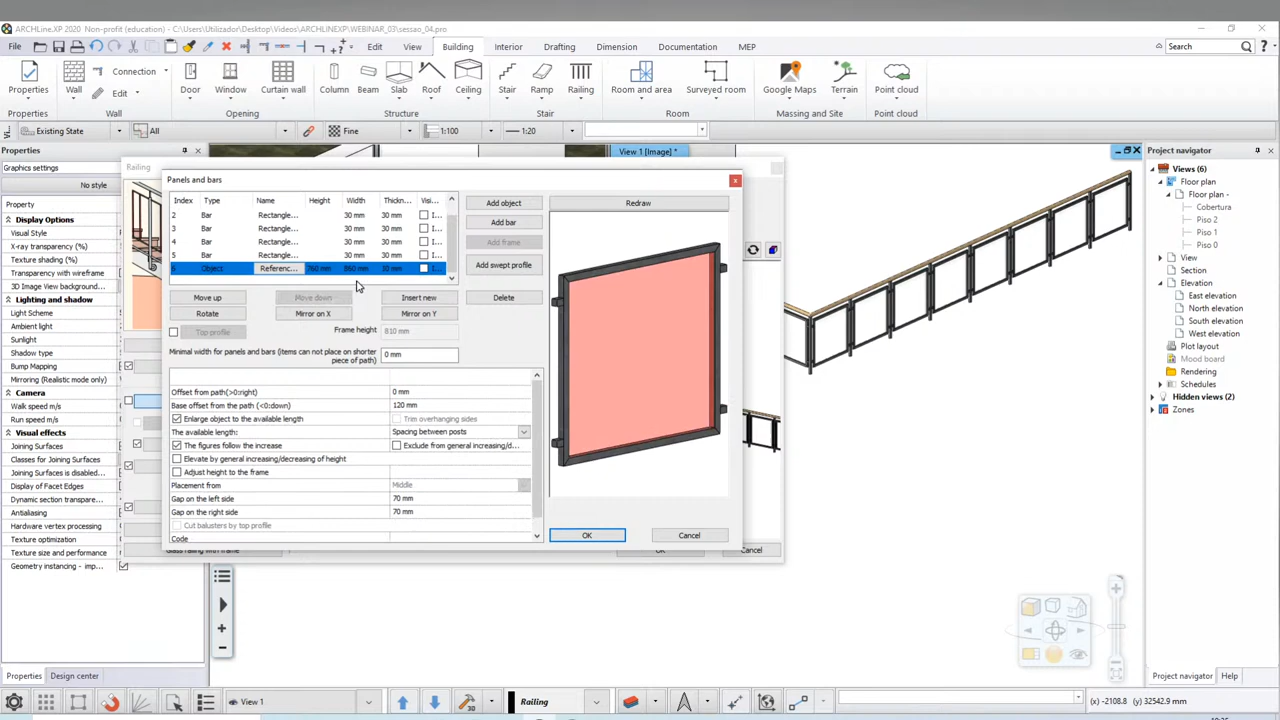 ARCHLine.XP 2020 Non-profit (education) - C:\Users\Utilizador\Desktop\Videos\ARCHLINEXP\WEBINAR_03\sessao_04.pro
File Edit View Building Interior Drafting Dimension Documentation MEP Search
Connection
Edit
Properties Wall Door Window Curtain wall Column Beam Slab Roof Ceiling Stair Ramp Railing Room and area Surveyed room Google Maps Terrain Point cloud
Properties Wall Opening Structure Stair Room Massing and Site Point cloud
Existing State All Fine 1:100 1:20
Properties
Graphics settings
No style
Display Options
Visual Style
X-ray transparency (%)
Texture shading (%)
Transparency with wireframe
3D Image View background
Lighting and shadow
Light Scheme
Ambient light
Sunlight
Shadow type
Bump Mapping
Mirroring (Realistic mode only)
Camera
Walk speed m/s
Run speed m/s
Visual effects
Joining Surfaces
Classes for Joining Surfaces
Joining Surfaces is disabled...
Display of Facet Edges
Dynamic section transpare...
Antialiasing
Hardware vertex processing
Texture optimization
Texture size and performance
Geometry instancing - imp...
Properties Design center
View 1 [Image] *
Railing
Panels and bars
Index Type Name Height Width Thickn... Visi...
2 Bar Rectangle... 30 mm 30 mm I...
3 Bar Rectangle... 30 mm 30 mm I...
4 Bar Rectangle... 30 mm 30 mm I...
5 Bar Rectangle... 30 mm 30 mm I...
6 Object Referenc... 760 mm 860 mm 10 mm I...
Add object
Add bar
Add frame
Add swept profile
Redraw
Move up Move down Insert new Delete
Rotate Mirror on X Mirror on Y
Top profile Frame height 810 mm
Minimal width for panels and bars (items can not place on shorter
piece of path) 0 mm
Offset from path(>0:right) 0 mm
Base offset from the path (<0:down) 120 mm
Enlarge object to the available length Trim overhanging sides
The available length: Spacing between posts
The figures follow the increase Exclude from general increasing/d...
Elevate by general increasing/decreasing of height
Adjust height to the frame
Placement from Middle
Gap on the left side 70 mm
Gap on the right side 70 mm
Cut balusters by top profile
Code
OK Cancel
Glass railing with frame OK Cancel
Project navigator
Views (6)
Floor plan
Floor plan -
Cobertura
Piso 2
Piso 1
Piso 0
View
Section
Elevation
East elevation
North elevation
South elevation
West elevation
Plot layout
Mood board
Rendering
Schedules
Hidden views (2)
Zones
Project navigator Help
View 1 Railing (x) -2108.8 (y) 32542.9 mm